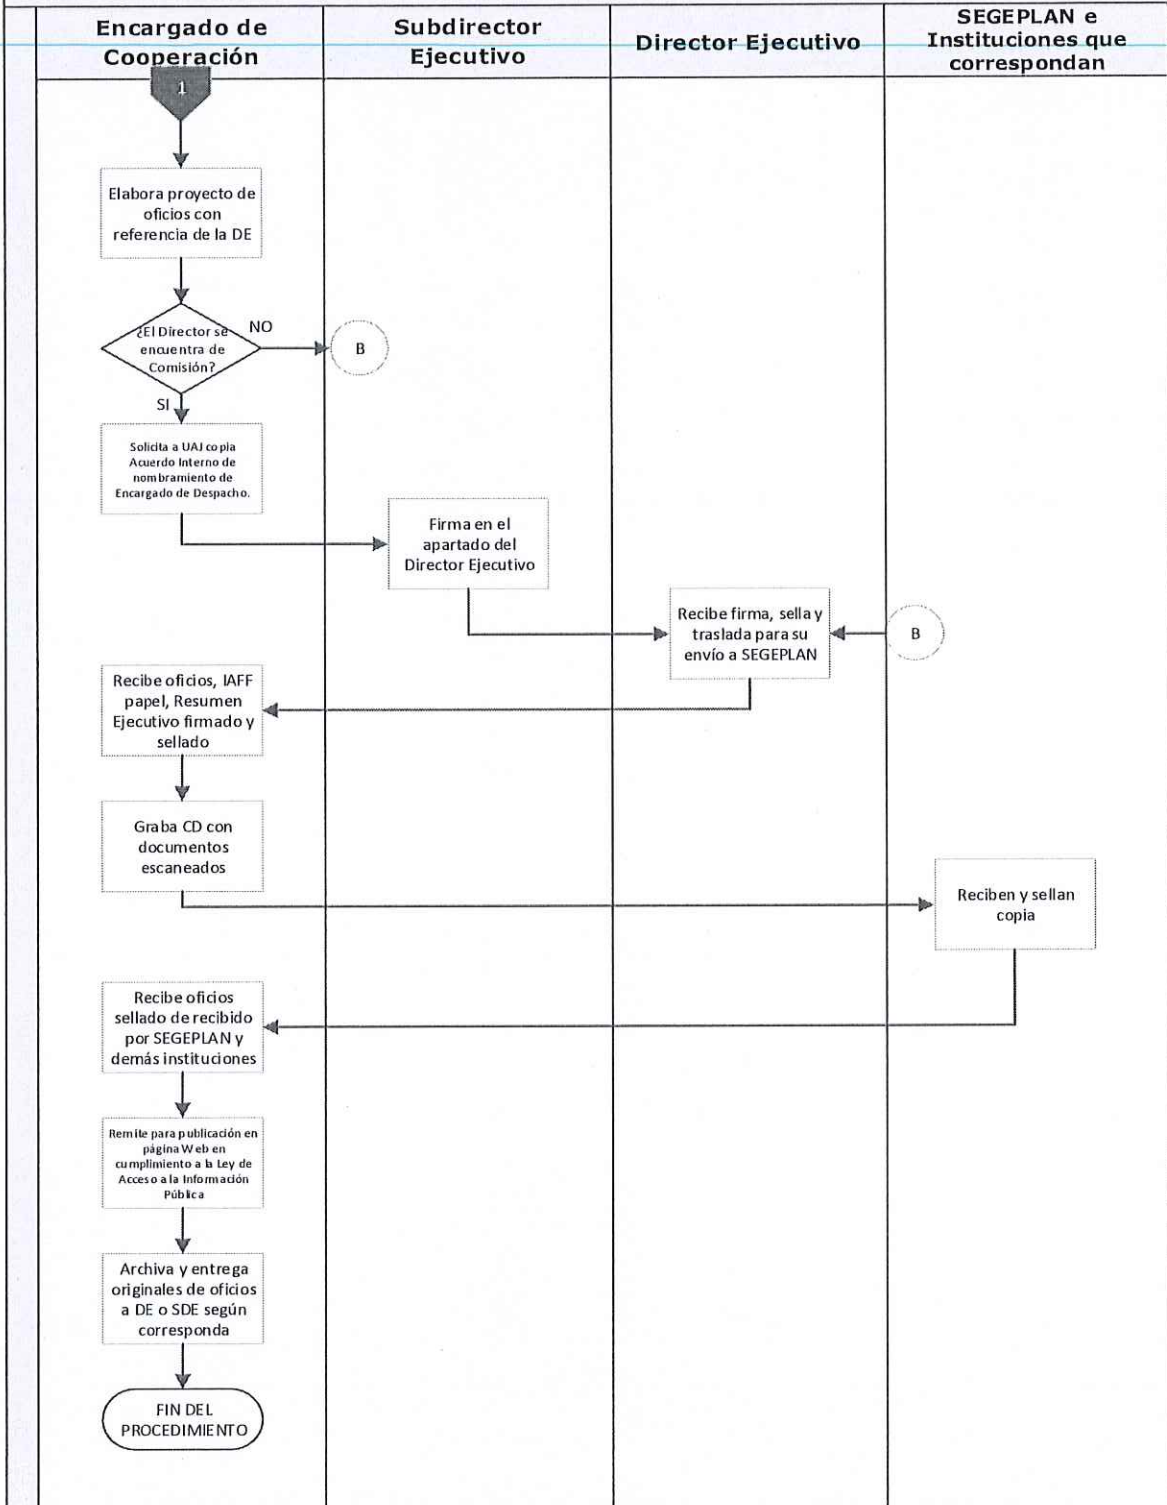 Encargado de
Cooperación
Subdirector
Ejecutivo
Director Ejecutivo
SEGEPLAN e
Instituciones que
correspondan
1
Elabora proyecto de
oficios con
referencia de la DE
¿El Director se
encuentra de
Comisión?
NO
B
SI
Solicita a UAJ copia
Acuerdo Interno de
nombramiento de
Encargado de Despacho.
Firma en el
apartado del
Director Ejecutivo
Recibe firma, sella y
traslada para su
envío a SEGEPLAN
B
Recibe oficios, IAFF
papel, Resumen
Ejecutivo firmado y
sellado
Graba CD con
documentos
escaneados
Reciben y sellan
copia
Recibe oficios
sellado de recibido
por SEGEPLAN y
demás instituciones
Remite para publicación en
página Web en
cumplimiento a la Ley de
Acceso a la Información
Pública
Archiva y entrega
originales de oficios
a DE o SDE según
corresponda
FIN DEL
PROCEDIMIENTO